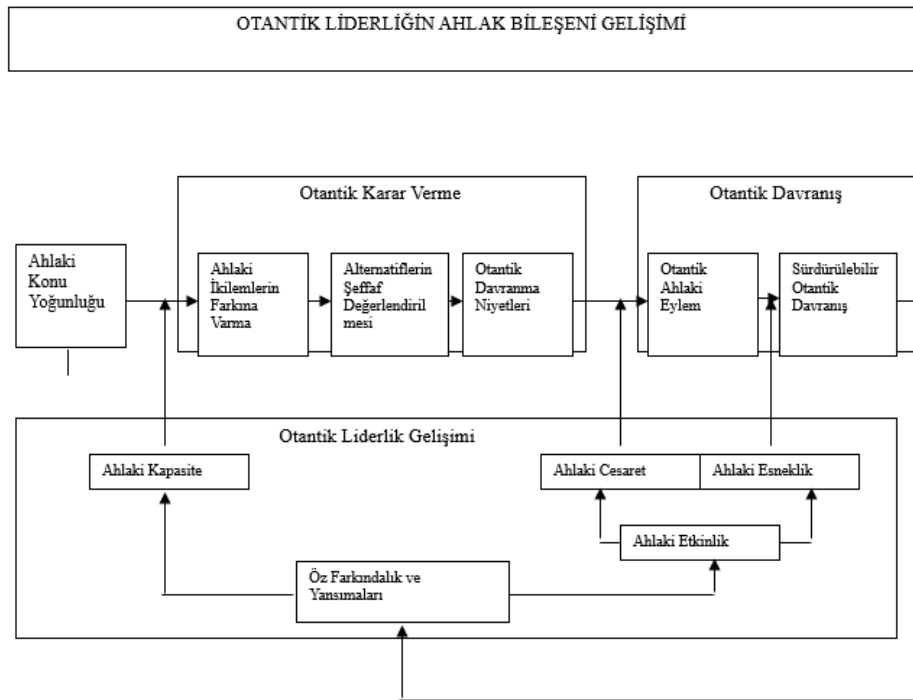 OTANTİK LİDERLİĞİN AHLAK BİLEŞENİ GELİŞİMİ
Otantik Karar Verme
Otantik Davranış
Ahlaki
Konu
Yoğunluğu
Ahlaki
İkilemlerin
Farkına
Varma
Alternatiflerin
Şeffaf
Değerlendiril
mesi
Otantik
Davranma
Niyetleri
Otantik
Ahlaki
Eylem
Sürdürülebilir
Otantik
Davranış
Otantik Liderlik Gelişimi
Ahlaki Kapasite
Ahlaki Cesaret
Ahlaki Esneklik
Ahlaki Etkinlik
Öz Farkındalık ve
Yansımaları